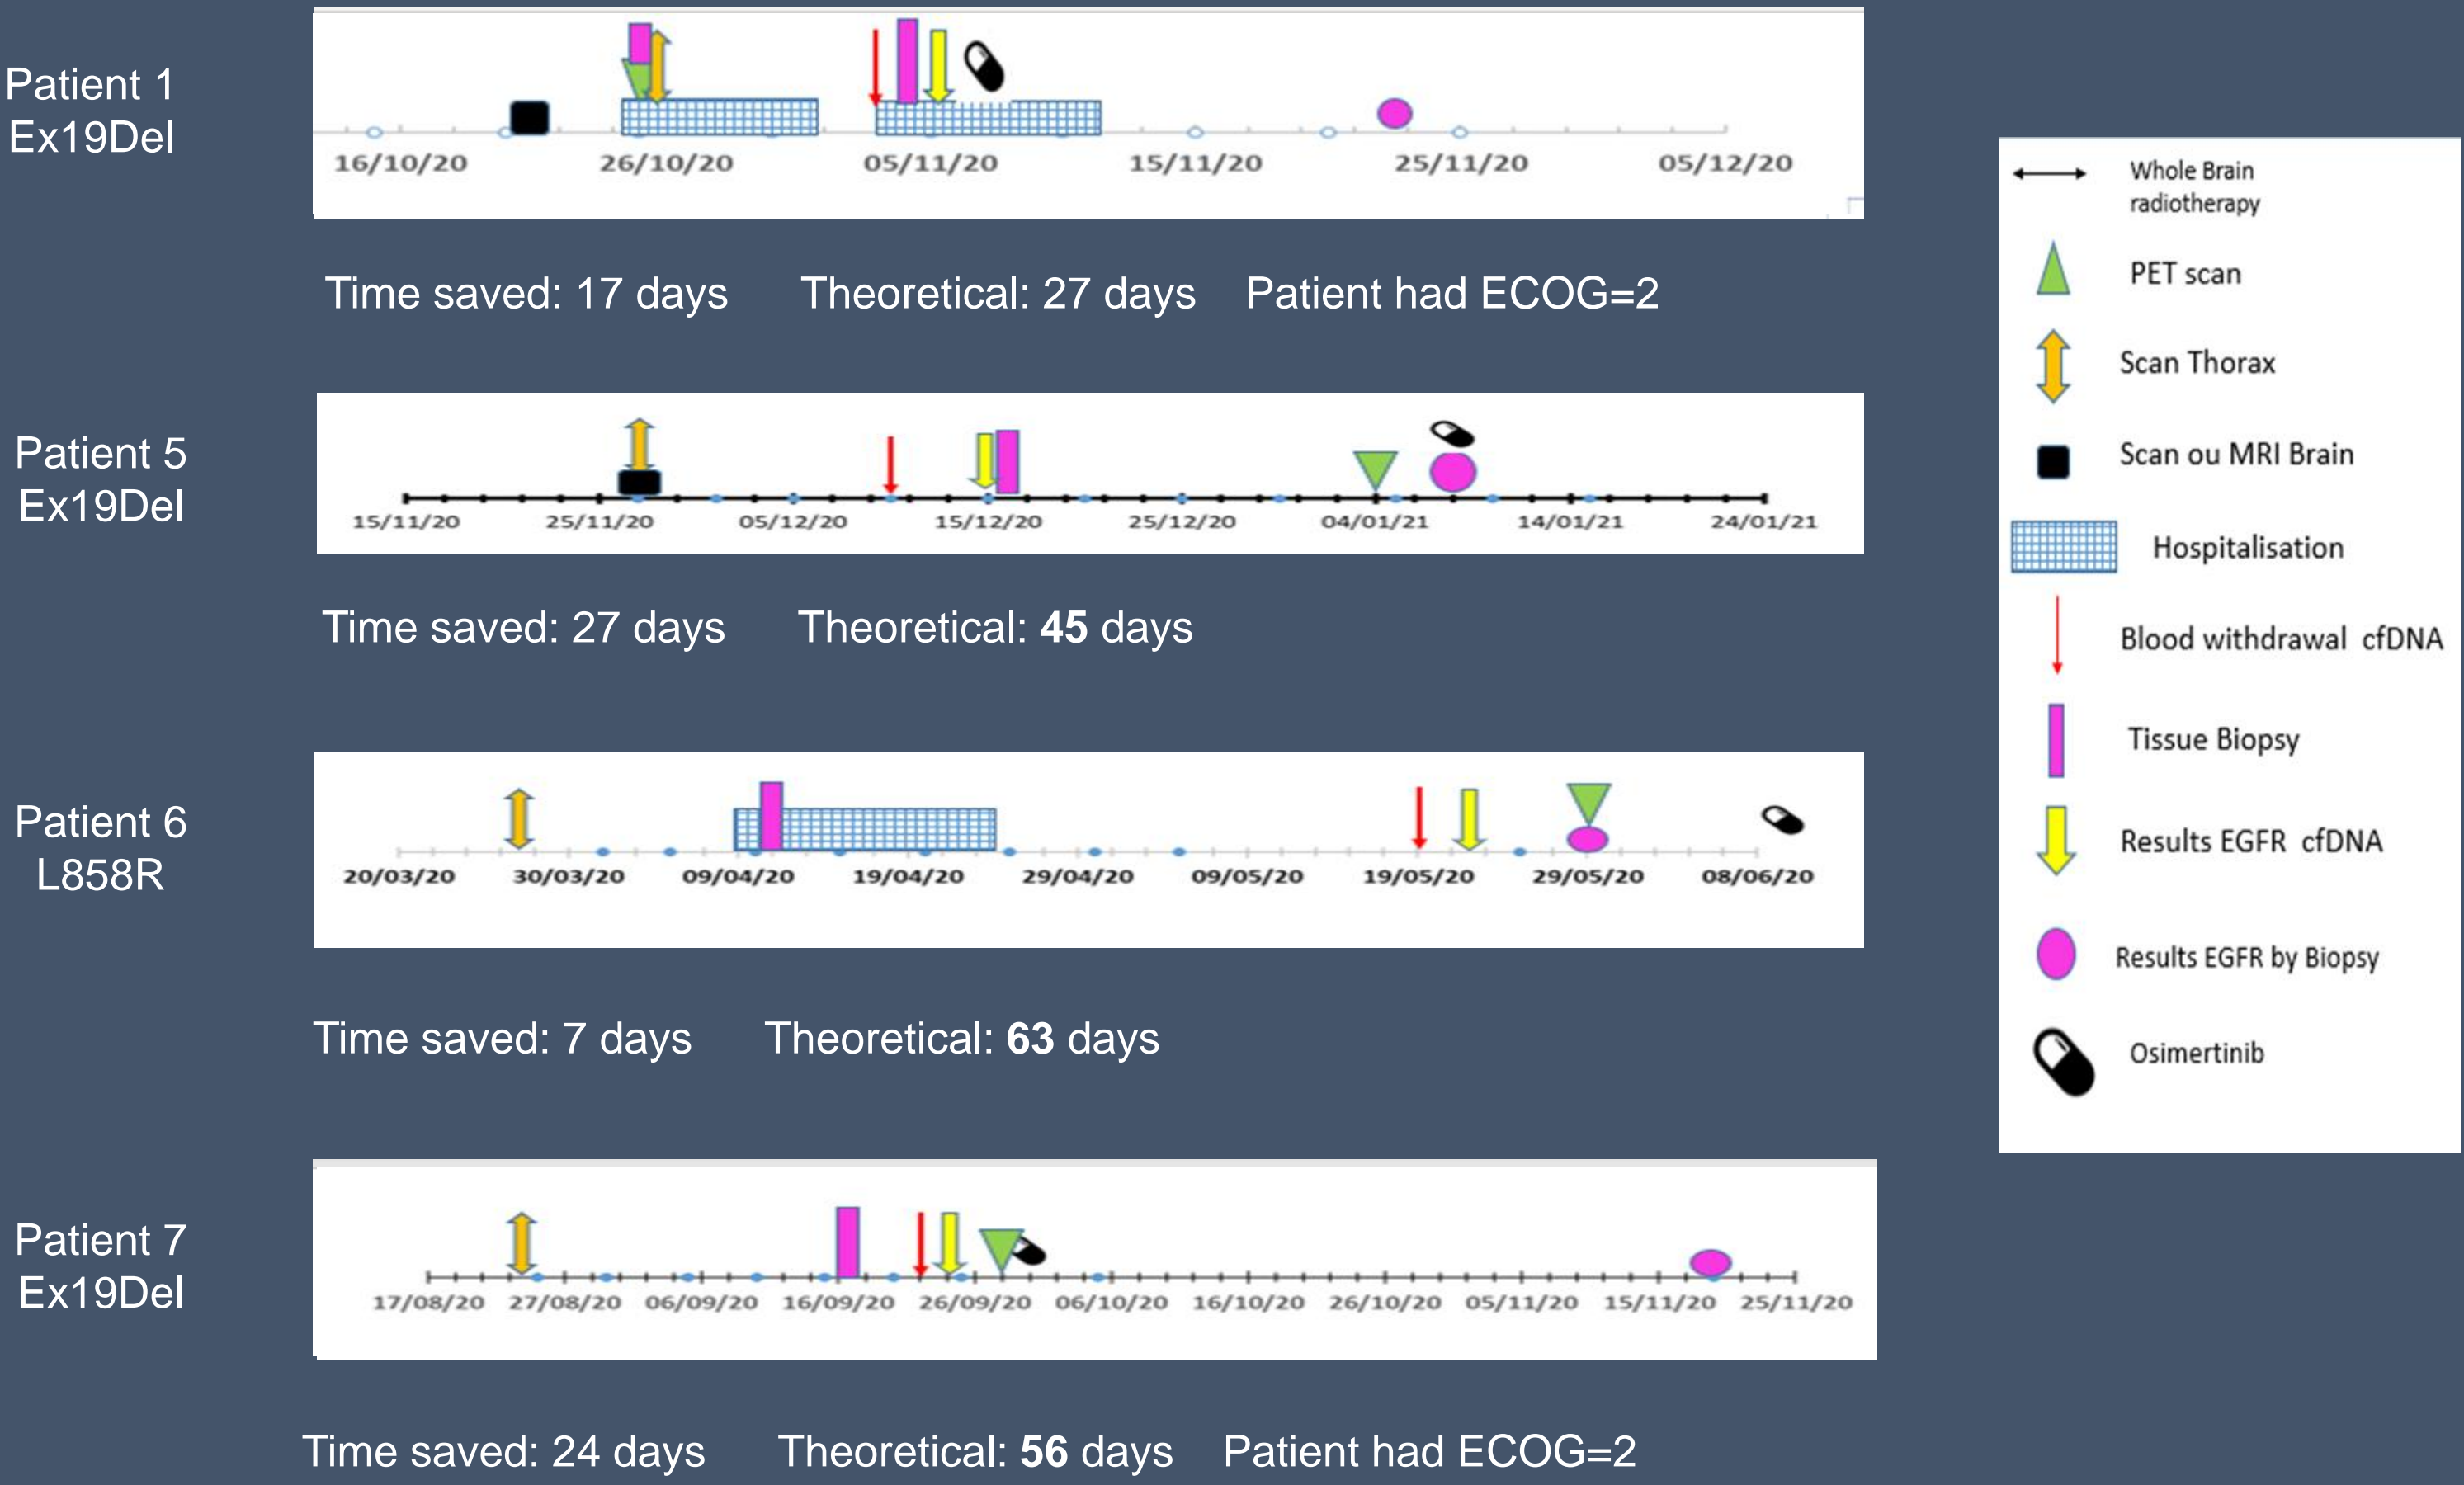 Patient 1
Ex19Del
16/10/20 26/10/20 05/11/20 15/11/20 25/11/20 05/12/20
Time saved: 17 days Theoretical: 27 days Patient had ECOG=2
Patient 5
Ex19Del
15/11/20 25/11/20 05/12/20 15/12/20 25/12/20 04/01/21 14/01/21 24/01/21
Time saved: 27 days Theoretical: 45 days
Patient 6
L858R
20/03/20 30/03/20 09/04/20 19/04/20 29/04/20 09/05/20 19/05/20 29/05/20 08/06/20
Time saved: 7 days Theoretical: 63 days
Patient 7
Ex19Del
17/08/20 27/08/20 06/09/20 16/09/20 26/09/20 06/10/20 16/10/20 26/10/20 05/11/20 15/11/20 25/11/20
Time saved: 24 days Theoretical: 56 days Patient had ECOG=2
Whole Brain
radiotherapy
PET scan
Scan Thorax
Scan ou MRI Brain
Hospitalisation
Blood withdrawal cfDNA
Tissue Biopsy
Results EGFR cfDNA
Results EGFR by Biopsy
Osimertinib